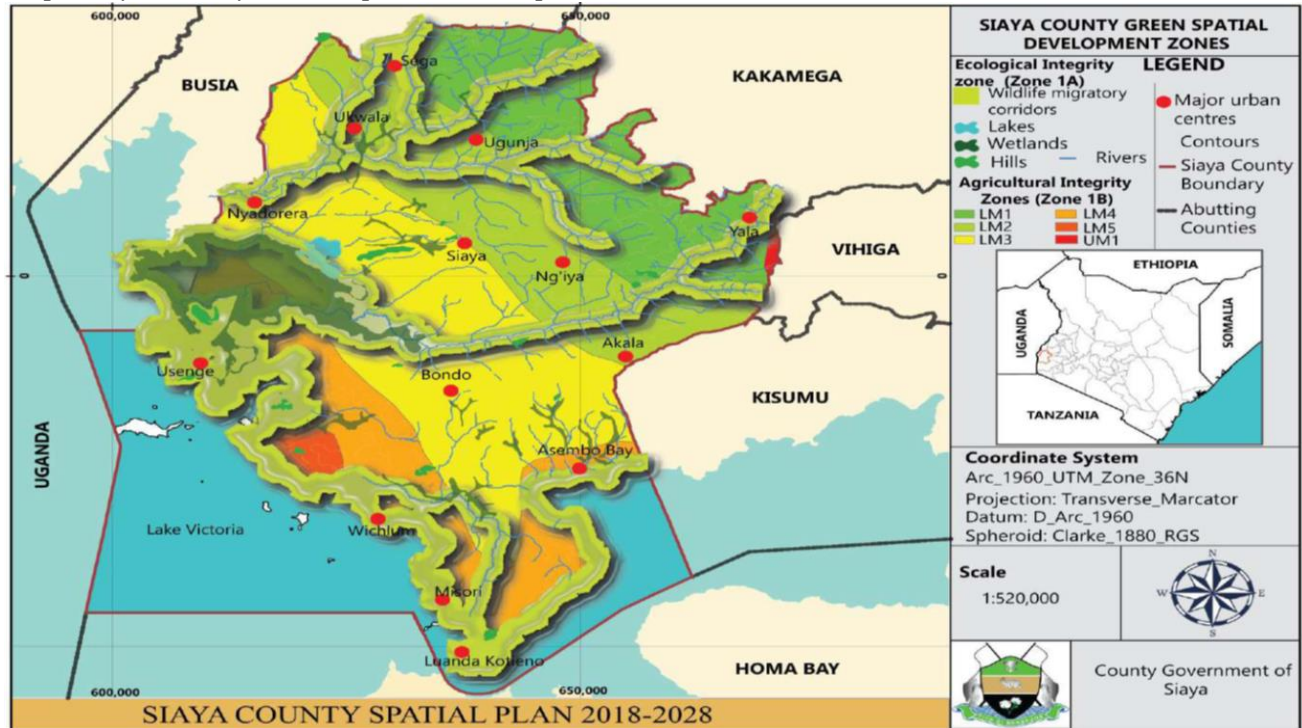 600,000
650,000
BUSIA
KAKAMEGA
Sega
Ukwala
Ugunja
Nyadorera
Yala
VIHIGA
Siaya
Ng'iya
0
0
Akala
Usenge
Bondo
KISUMU
UGANDA
Asembo Bay
Lake Victoria
Wichlum
Misori
Luanda Kotieno
HOMA BAY
600,000
650,000
SIAYA COUNTY SPATIAL PLAN 2018-2028
SIAYA COUNTY GREEN SPATIAL
DEVELOPMENT ZONES
LEGEND
Ecological Integrity
zone (Zone 1A)
Wildlife migratory
corridors
Lakes
Wetlands
Hills
Rivers
Major urban
centres
Contours
Siaya County
Boundary
Abutting
Counties
Agricultural Integrity
Zones (Zone 1B)
LM1
LM2
LM3
LM4
LM5
UM1
ETHIOPIA
UGANDA
SOMALIA
TANZANIA
Coordinate System
Arc_1960_UTM_Zone_36N
Projection: Transverse_Marcator
Datum: D_Arc_1960
Spheroid: Clarke_1880_RGS
Scale
1:520,000
N
W
E
S
County Government of
Siaya